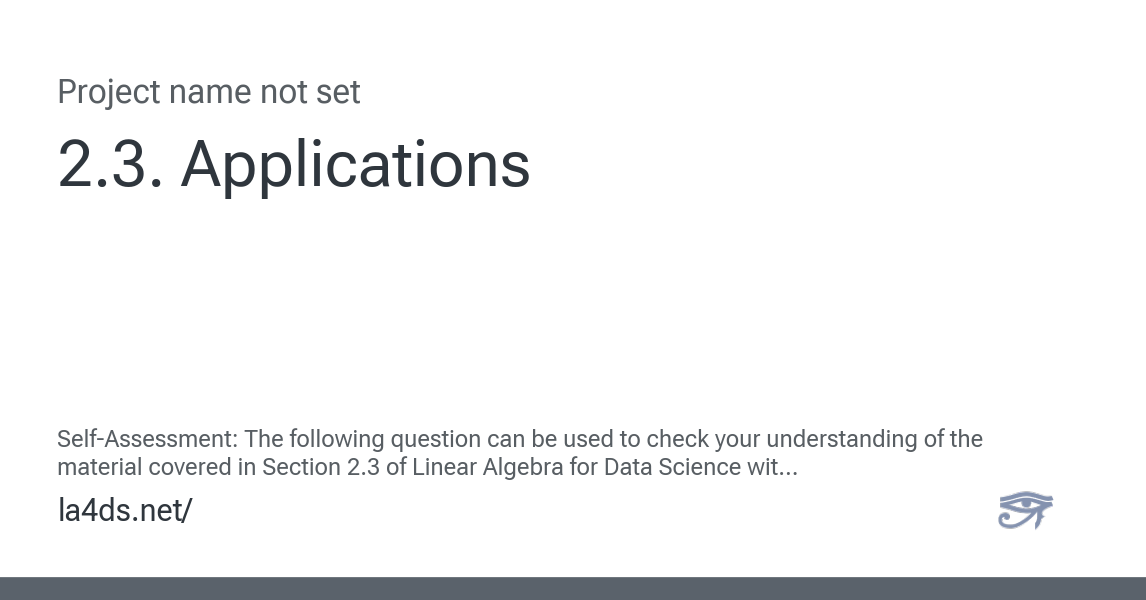 Project name not set
2.3. Applications
Self-Assessment: The following question can be used to check your understanding of the
material covered in Section 2.3 of Linear Algebra for Data Science wit...
la4ds.net/